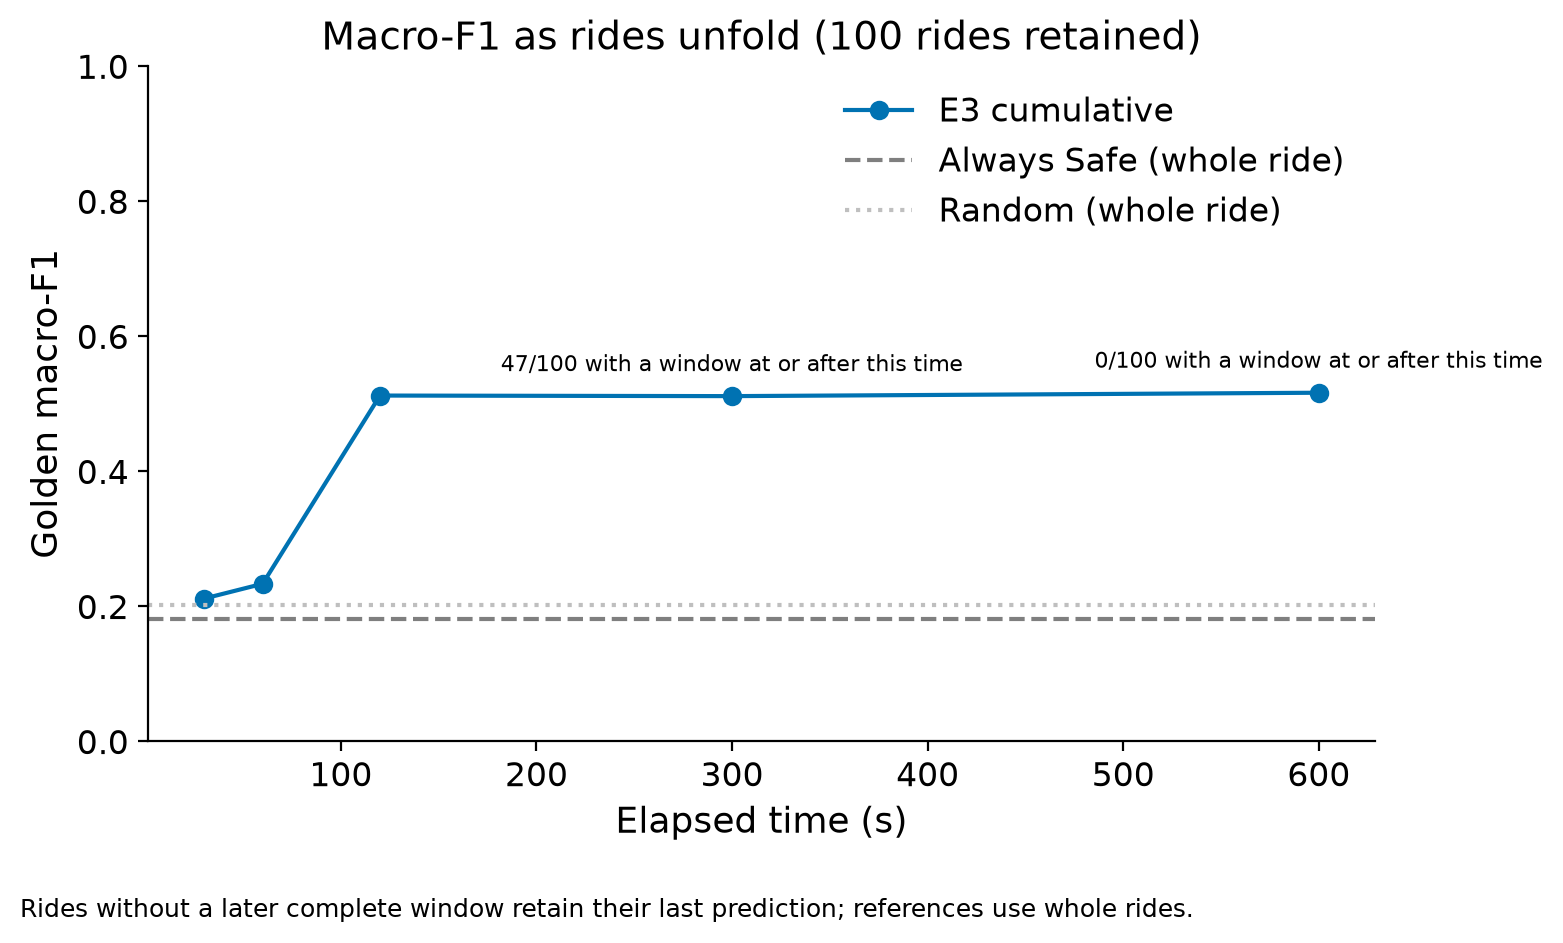 Macro-F1 as rides unfold (100 rides retained)
E3 cumulative
Always Safe (whole ride)
Random (whole ride)
Golden macro-F1
1.0
0.8
0.6
0.4
0.2
0.0
47/100 with a window at or after this time
0/100 with a window at or after this time
100 200 300 400 500 600
Elapsed time (s)
Rides without a later complete window retain their last prediction; references use whole rides.